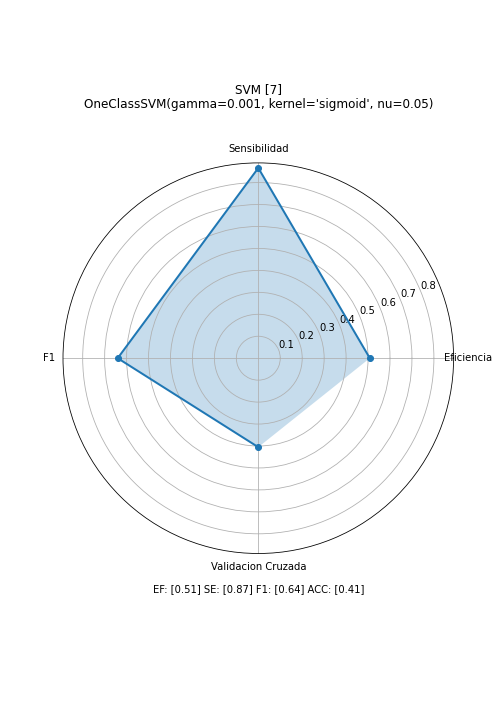 SVM [7]
OneClassSVM(gamma=0.001, kernel='sigmoid', nu=0.05)
Sensibilidad
0.8
0.7
0.6
0.5
0.4
0.3
0.2
0.1
F1
Eficiencia
Validacion Cruzada
EF: [0.51] SE: [0.87] F1: [0.64] ACC: [0.41]